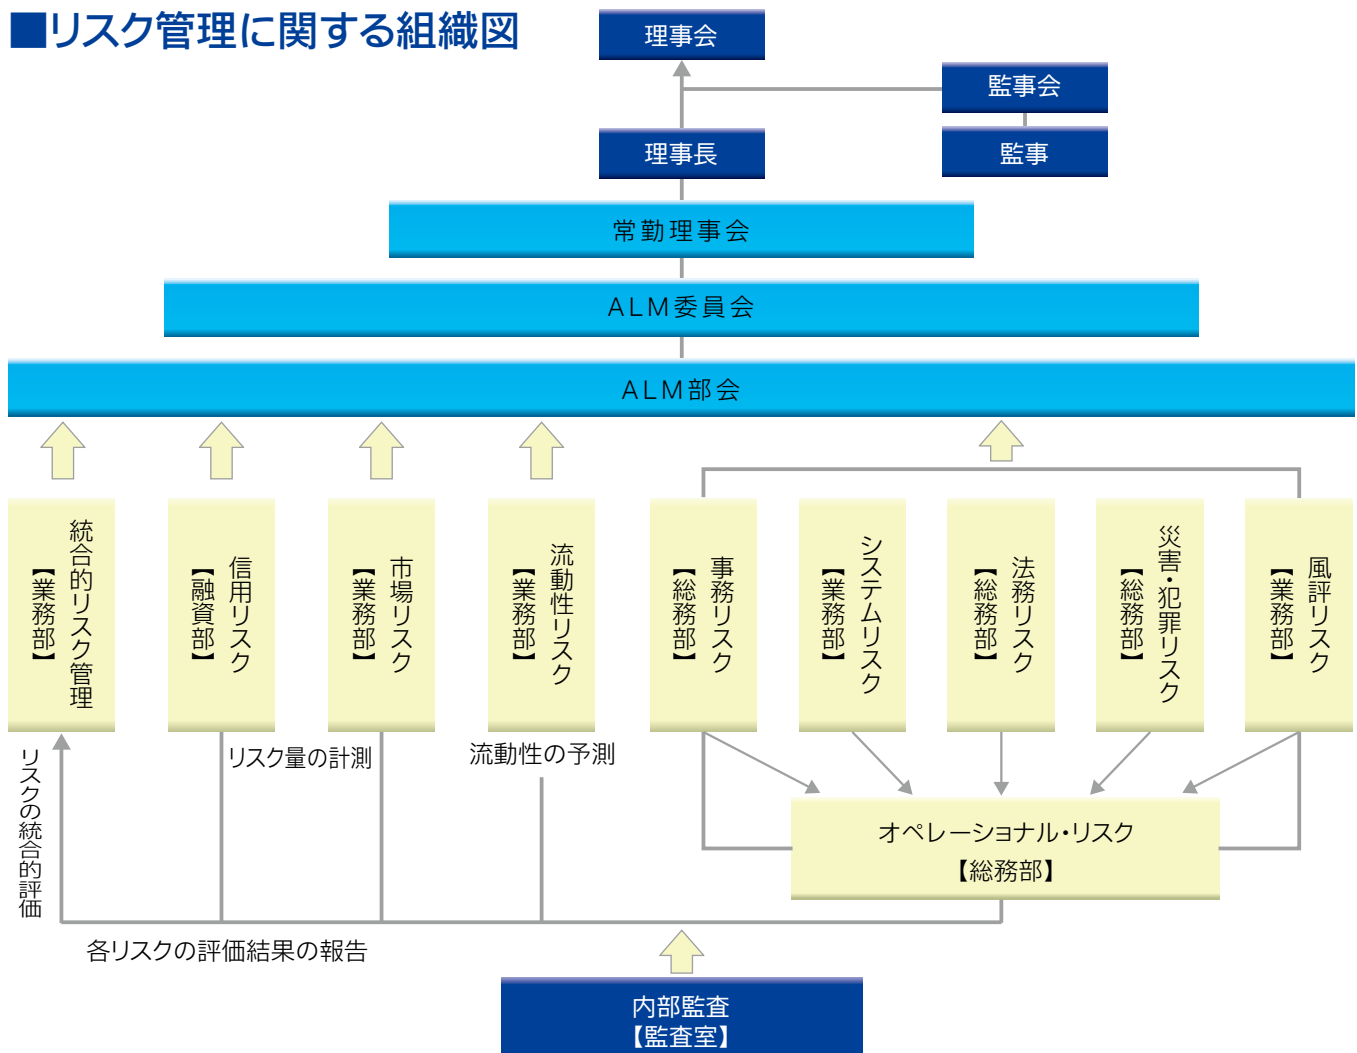 ■リスク管理に関する組織図
理事会
監事会
理事長
監事
常勤理事会
ALM委員会
ALM部会
統合的リスク管理
【業務部】
信用リスク
【融資部】
市場リスク
【業務部】
流動性リスク
【業務部】
事務リスク
【総務部】
システムリスク
【業務部】
法務リスク
【総務部】
災害・犯罪リスク
【総務部】
風評リスク
【業務部】
リスクの統合的評価
リスク量の計測
流動性の予測
オペレーショナル・リスク
【総務部】
各リスクの評価結果の報告
内部監査
【監査室】